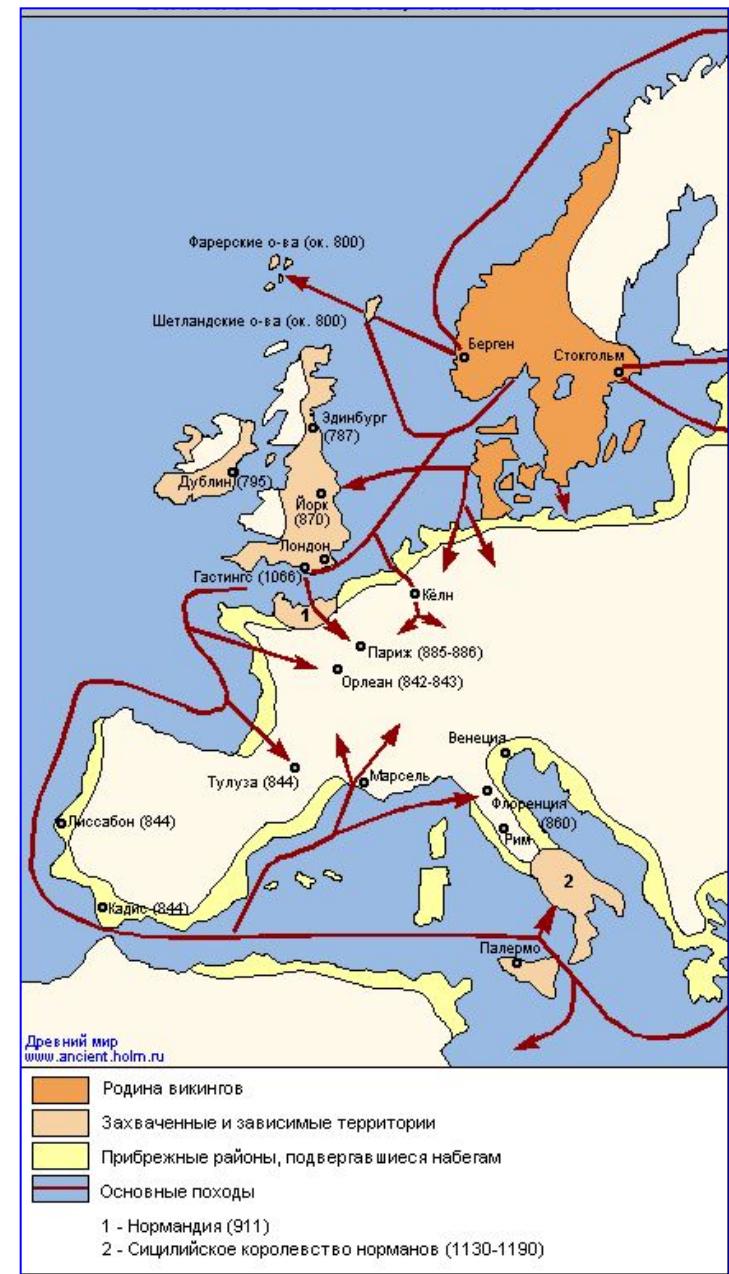 Фарерские о-ва (ок. 800)
Шетландские о-ва (ок. 800)
Берген
Стокгольм
Эдинбург
(787)
Дублин (795)
Йорк
(870)
Лондон
Гастингс (1066)
1
Кёлн
Париж (885-886)
Орлеан (842-843)
Венеция
Тулуза (844)
Марсель
Флоренция
(860)
Лиссабон (844)
Рим
2
Кадис (844)
Палермо
Древний мир
www.ancient.holm.ru
Родина викингов
Захваченные и зависимые территории
Прибрежные районы, подвергавшиеся набегам
Основные походы
1 - Нормандия (911)
2 - Сицилийское королевство норманов (1130-1190)